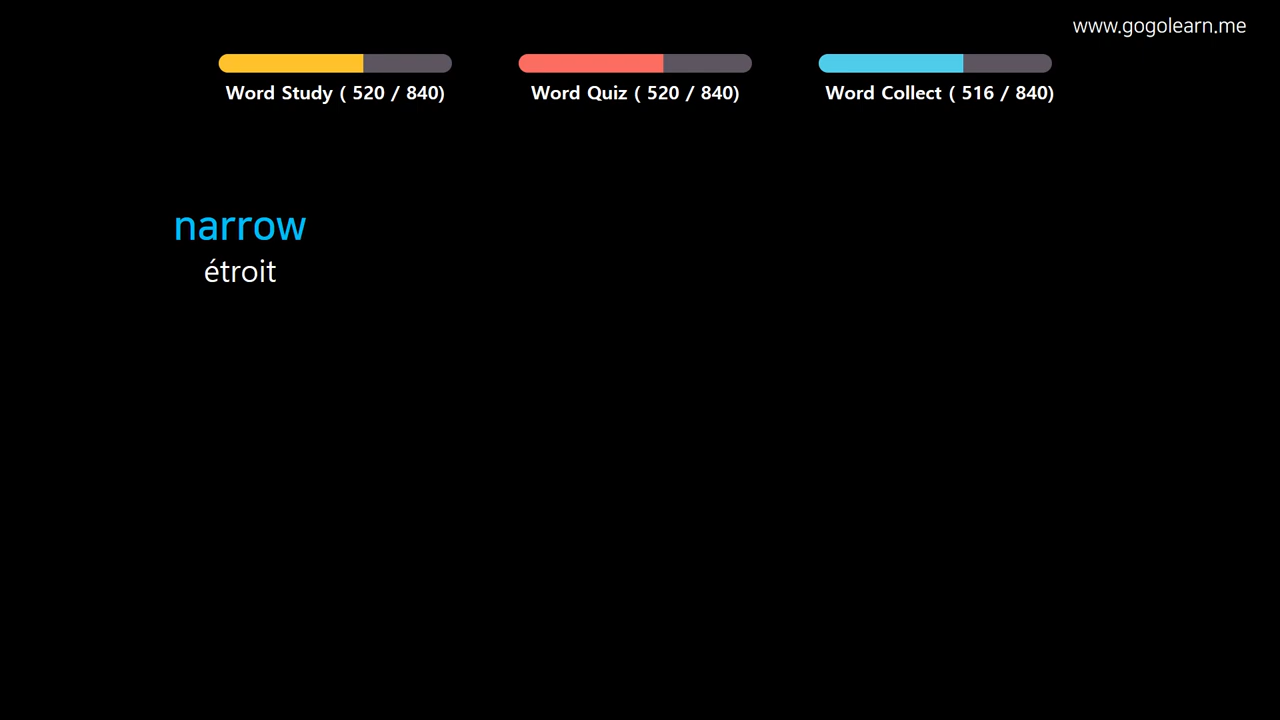 www.gogolearn.me
Word Study ( 520 / 840)
Word Quiz ( 520 / 840)
Word Collect ( 516 / 840)
narrow
étroit